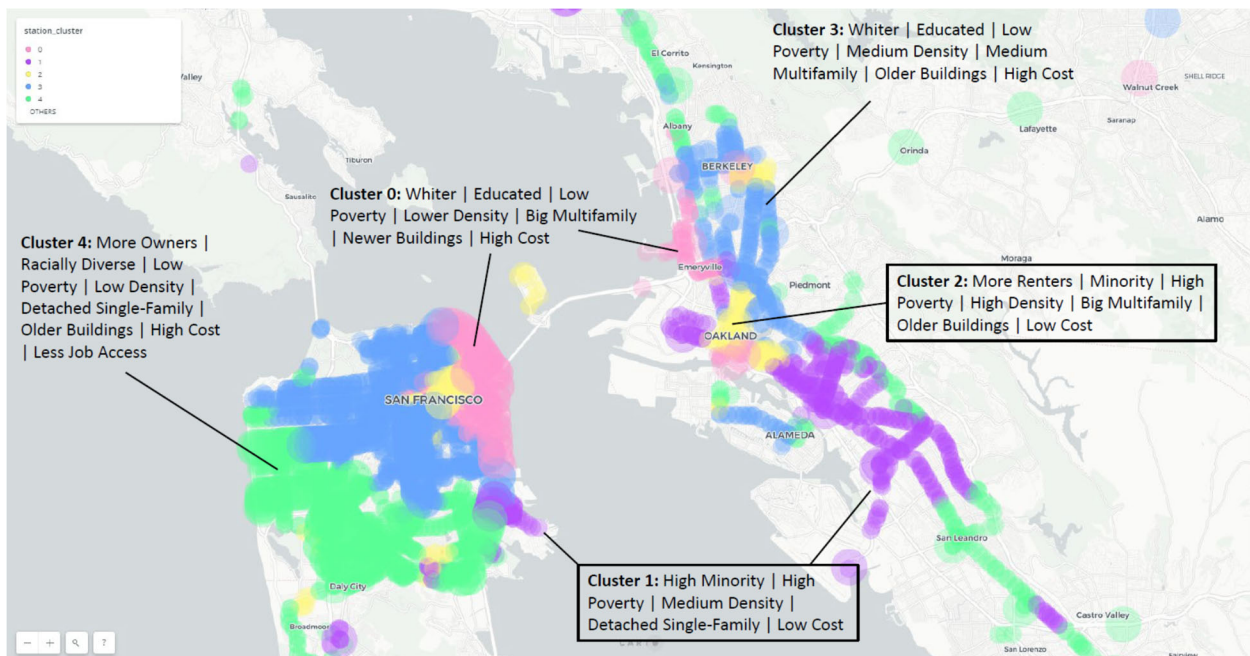 station_cluster
0
1
2
3
4
OTHERS
Valley
El Cerrito
Kensington
Cluster 3: Whiter | Educated | Low
Poverty | Medium Density | Medium
Multifamily | Older Buildings | High Cost
SHELL RIDGE
Walnut Creek
Saranap
Lafayette
Orinda
Albany
BERKELEY
Tiburon
Sausalito
Cluster 0: Whiter | Educated | Low
Poverty | Lower Density | Big Multifamily
| Newer Buildings | High Cost
Alamo
Cluster 4: More Owners |
Racially Diverse | Low
Poverty | Low Density |
Detached Single-Family |
Older Buildings | High Cost
| Less Job Access
Moraga
Emeryville
Piedmont
Cluster 2: More Renters | Minority | High
Poverty | High Density | Big Multifamily |
Older Buildings | Low Cost
OAKLAND
SAN FRANCISCO
ALAMEDA
San Leandro
Cluster 1: High Minority | High
Poverty | Medium Density |
Detached Single-Family | Low Cost
Daly City
Broadmoor
Castro Valley
San Lorenzo
Fairview
CARTO
?